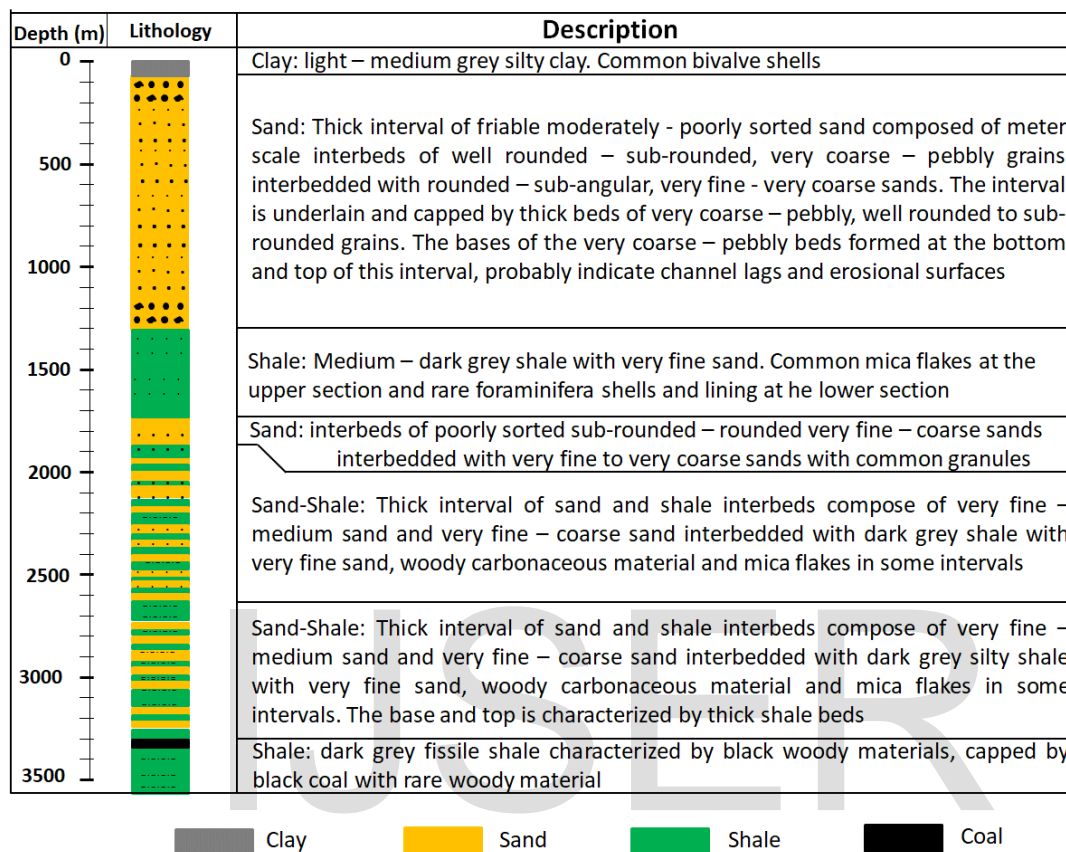 Depth (m) Lithology Description
0
Clay: light – medium grey silty clay. Common bivalve shells
Sand: Thick interval of friable moderately - poorly sorted sand composed of meter
scale interbeds of well rounded – sub-rounded, very coarse – pebbly grains
interbedded with rounded – sub-angular, very fine - very coarse sands. The interval
is underlain and capped by thick beds of very coarse – pebbly, well rounded to sub-
rounded grains. The bases of the very coarse – pebbly beds formed at the bottom
and top of this interval, probably indicate channel lags and erosional surfaces
500
1000
Shale: Medium – dark grey shale with very fine sand. Common mica flakes at the
upper section and rare foraminifera shells and lining at he lower section
1500
Sand: interbeds of poorly sorted sub-rounded – rounded very fine – coarse sands
interbedded with very fine to very coarse sands with common granules
2000
Sand-Shale: Thick interval of sand and shale interbeds compose of very fine –
medium sand and very fine – coarse sand interbedded with dark grey shale with
very fine sand, woody carbonaceous material and mica flakes in some intervals
2500
Sand-Shale: Thick interval of sand and shale interbeds compose of very fine –
medium sand and very fine – coarse sand interbedded with dark grey silty shale
with very fine sand, woody carbonaceous material and mica flakes in some
intervals. The base and top is characterized by thick shale beds
3000
Shale: dark grey fissile shale characterized by black woody materials, capped by
black coal with rare woody material
3500
IJSER
Clay Sand Shale Coal